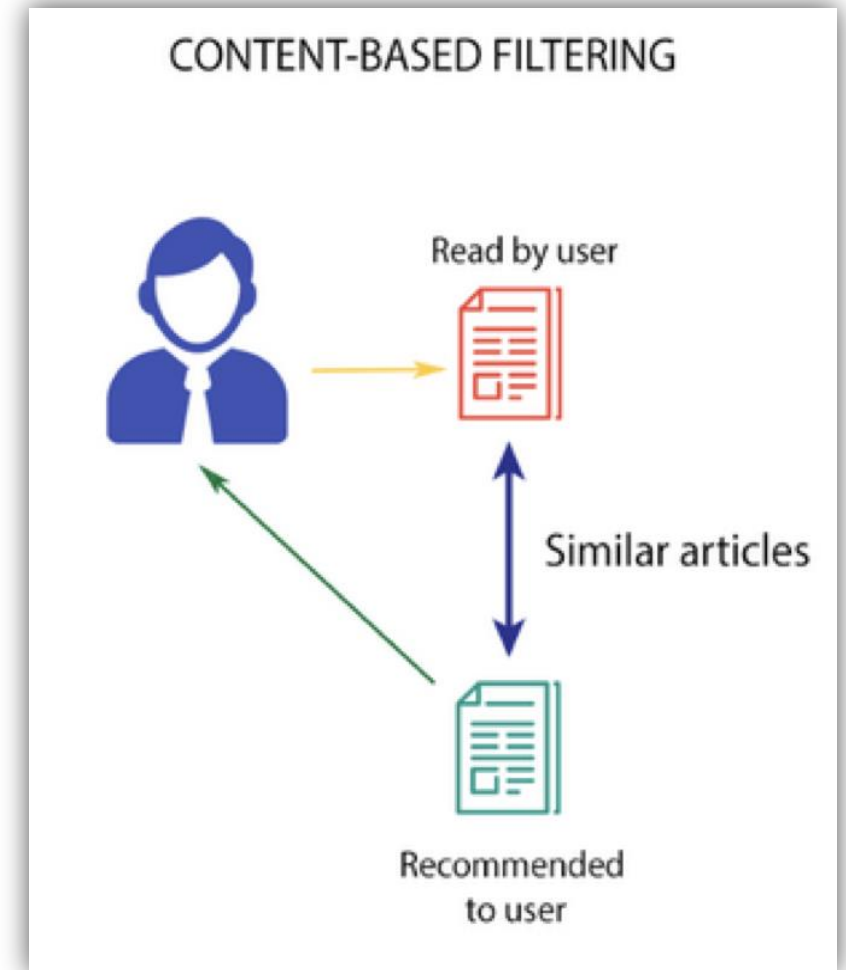 CONTENT-BASED FILTERING
Read by user
Similar articles
Recommended
to user